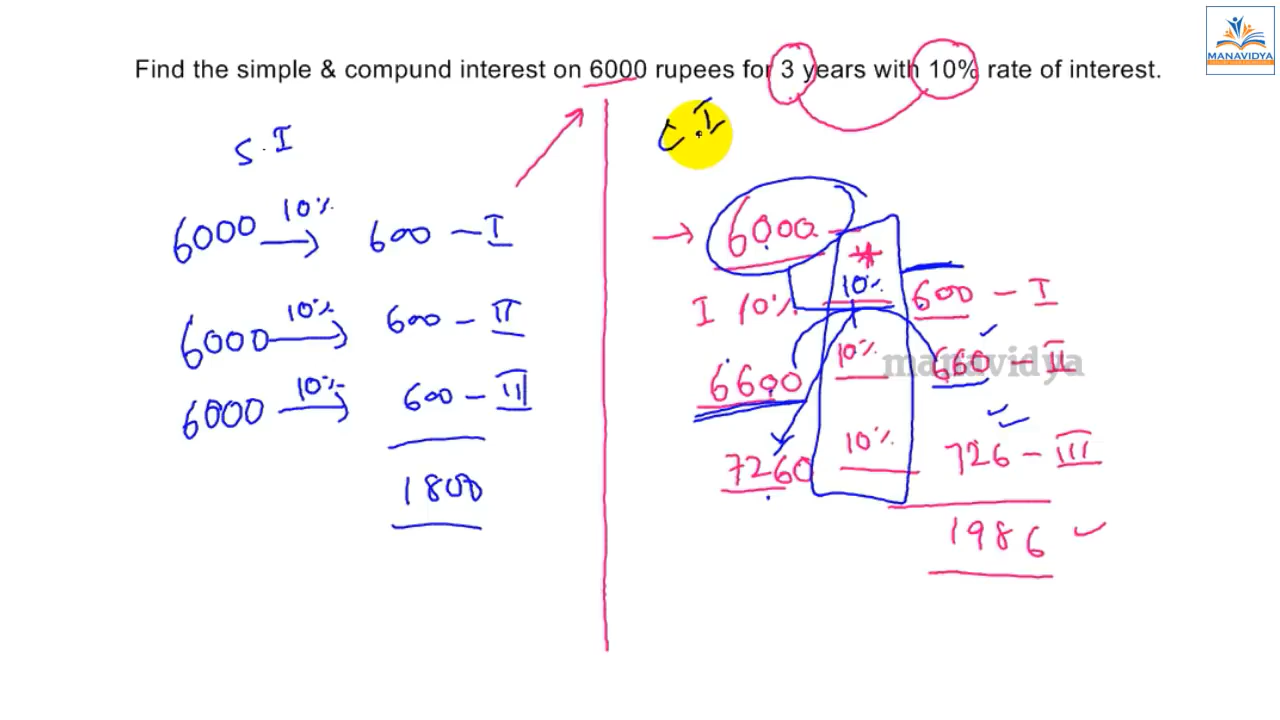 MANAVIDYA
Find the simple & compund interest on 6000 rupees for 3 years with 10% rate of interest.
S.I
6000 10% → 600 - I
6000 10% → 600 - II
6000 10% → 600 - III
1800
C.I
→ 6000 -
*
I 10% 10% 600 - I
6600 10% 660 - II
manavidya
7260 10% 726 - III
1986